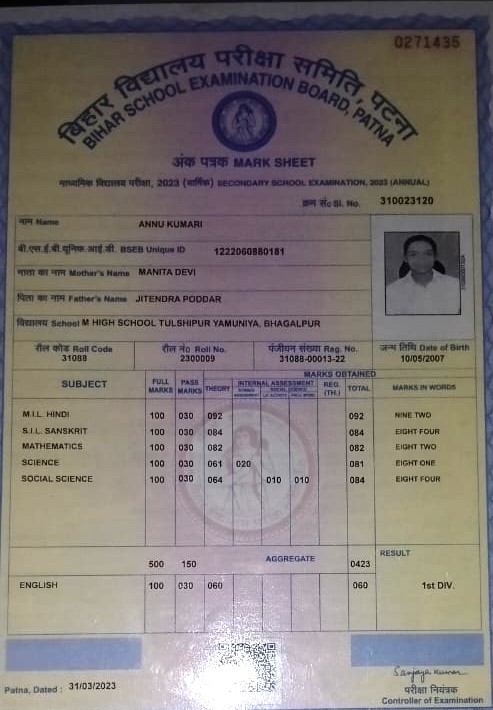 0271435
बिहार विद्यालय परीक्षा समिति, पटना
BIHAR SCHOOL EXAMINATION BOARD, PATNA
अंक पत्रक MARK SHEET
माध्यमिक विद्यालय परीक्षा, 2023 (वार्षिक) SECONDARY SCHOOL EXAMINATION, 2023 (ANNUAL)
क्रम सं० Sl. No. 310023120
नाम Name ANNU KUMARI
बी.एस.ई.बी.यूनिक.आई.डी. BSEB Unique ID 1222060880181
माता का नाम Mother's Name MANITA DEVI
पिता का नाम Father's Name JITENDRA PODDAR
विद्यालय School M HIGH SCHOOL TULSHIPUR YAMUNIYA, BHAGALPUR
रौल कोड Roll Code रौल नं० Roll No. पंजीयन संख्या Reg. No. जन्म तिथि Date of Birth
31088 2300009 31088-00013-22 10/05/2007
MARKS OBTAINED
SUBJECT FULL MARKS PASS MARKS THEORY INTERNAL ASSESSMENT REG. (TH.) TOTAL MARKS IN WORDS
M.I.L. HINDI 100 030 092 092 NINE TWO
S.I.L. SANSKRIT 100 030 084 084 EIGHT FOUR
MATHEMATICS 100 030 082 082 EIGHT TWO
SCIENCE 100 030 061 020 081 EIGHT ONE
SOCIAL SCIENCE 100 030 064 010 010 084 EIGHT FOUR
500 150 AGGREGATE 0423 RESULT
ENGLISH 100 030 060 060 1st DIV.
Sanjay Kumar
Patna, Dated : 31/03/2023 परीक्षा नियंत्रक
Controller of Examination